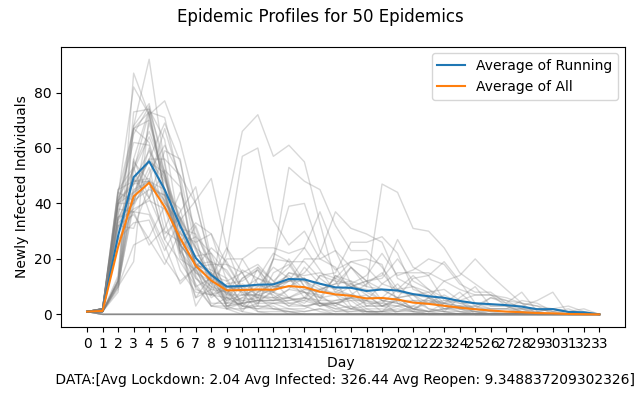 Epidemic Profiles for 50 Epidemics
Average of Running
Average of All
Newly Infected Individuals
80
60
40
20
0
0 1 2 3 4 5 6 7 8 9 10 11 12 13 14 15 16 17 18 19 20 21 22 23 24 25 26 27 28 29 30 31 32 33
Day
DATA:[Avg Lockdown: 2.04 Avg Infected: 326.44 Avg Reopen: 9.348837209302326]